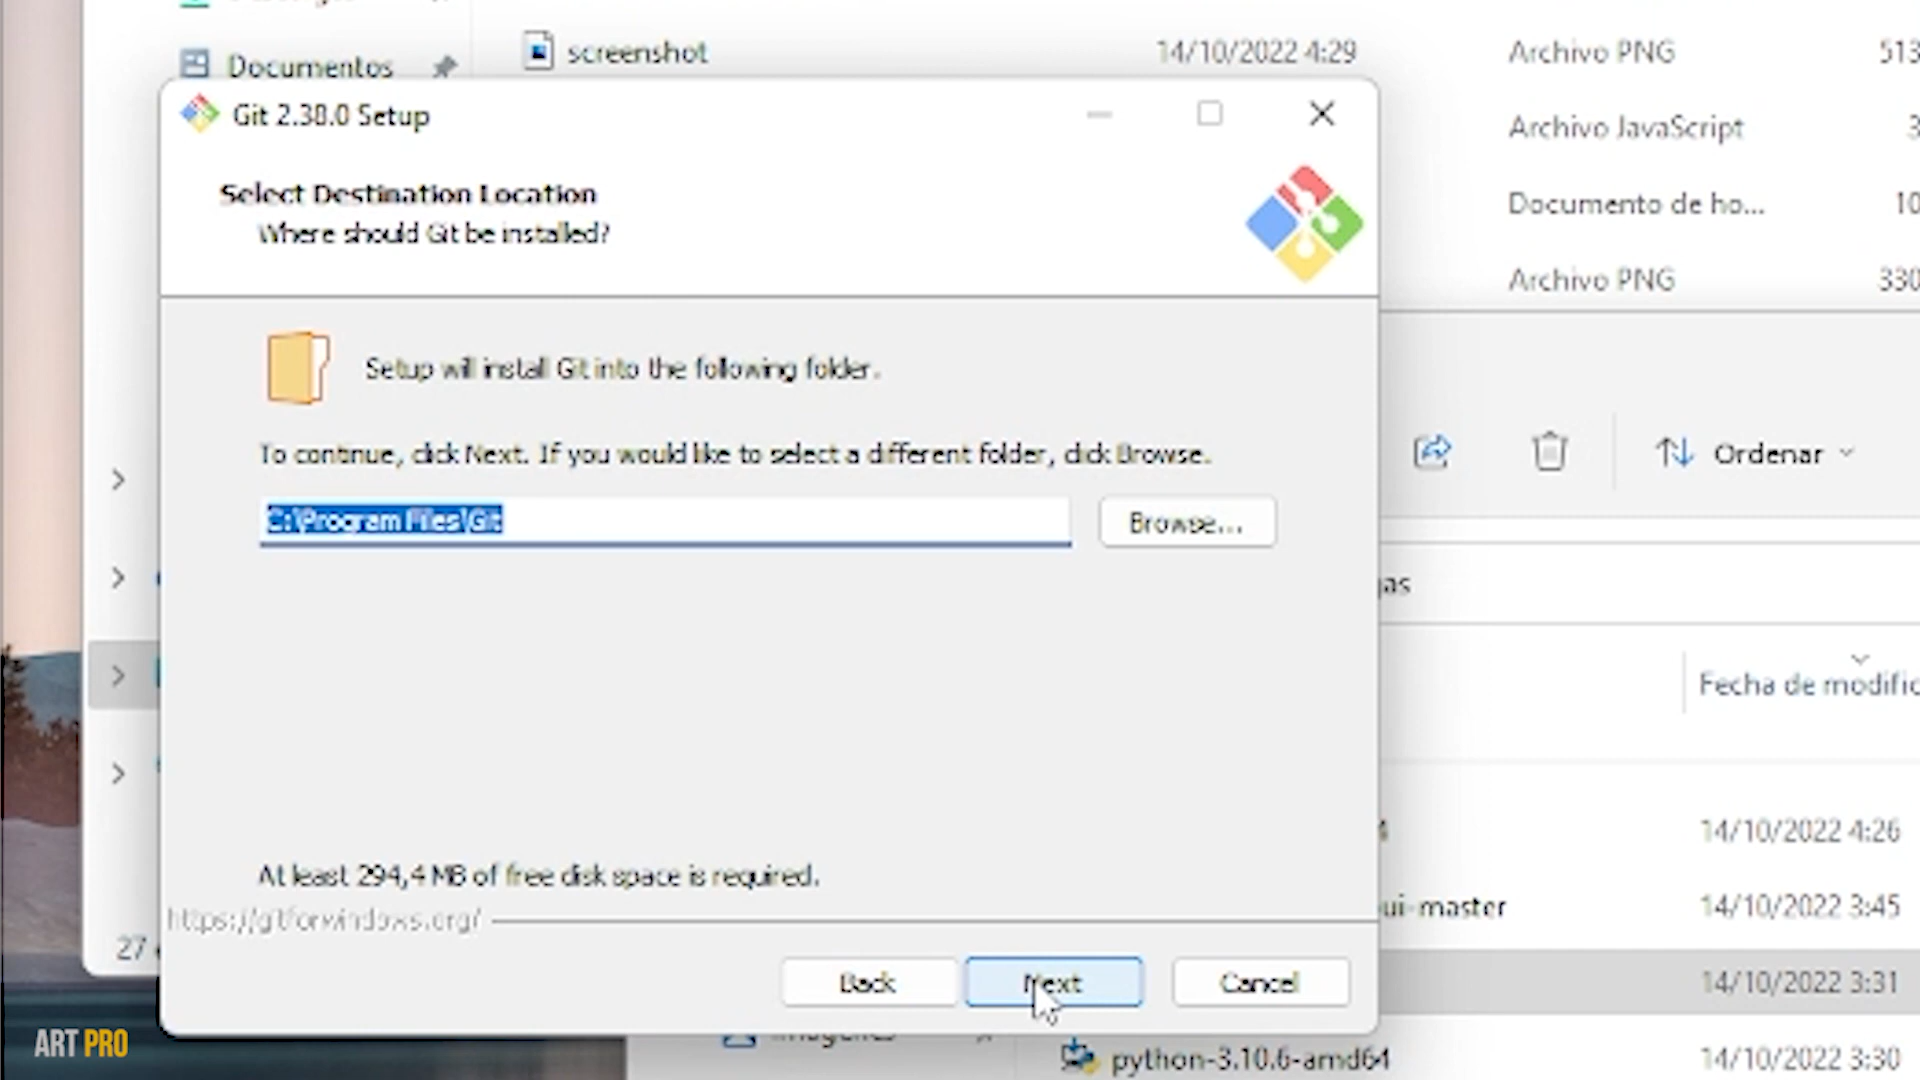 Documentos
screenshot 14/10/2022 4:29 Archivo PNG 513
Git 2.38.0 Setup
Archivo JavaScript 3
Select Destination Location
Where should Git be installed?
Documento de ho... 10
Archivo PNG 330
Setup will install Git into the following folder.
To continue, click Next. If you would like to select a different folder, click Browse.
Ordenar
C:\Program Files\Git
Browse...
Fecha de modific
14/10/2022 4:26
At least 294,4 MB of free disk space is required.
https://gitforwindows.org/
ui-master 14/10/2022 3:45
27
Back Next Cancel
14/10/2022 3:31
ART PRO
python-3.10.6-amd64 14/10/2022 3:30